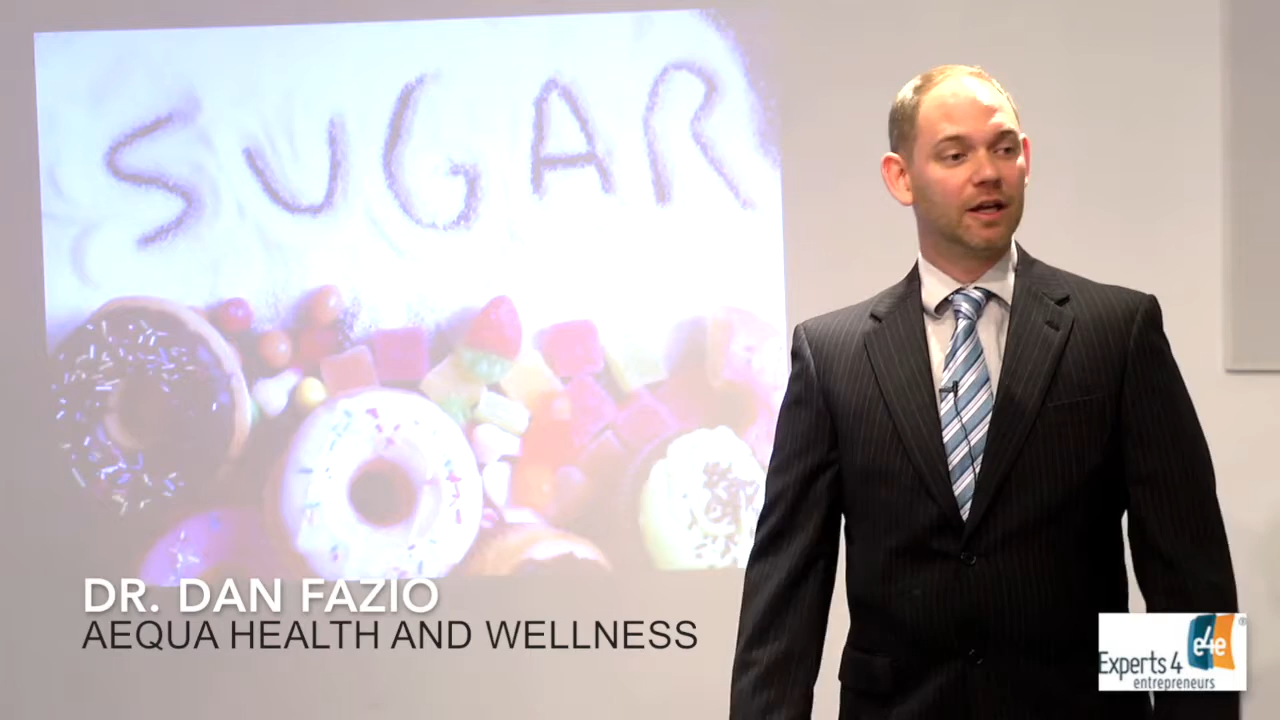 SUGAR
DR. DAN FAZIO
AEQUA HEALTH AND WELLNESS
e4e
®
Experts 4
entrepreneurs